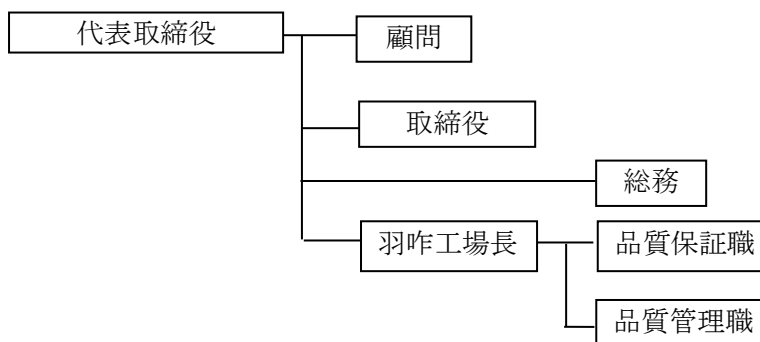 代表取締役
顧問
取締役
総務
羽咋工場長
品質保証職
品質管理職